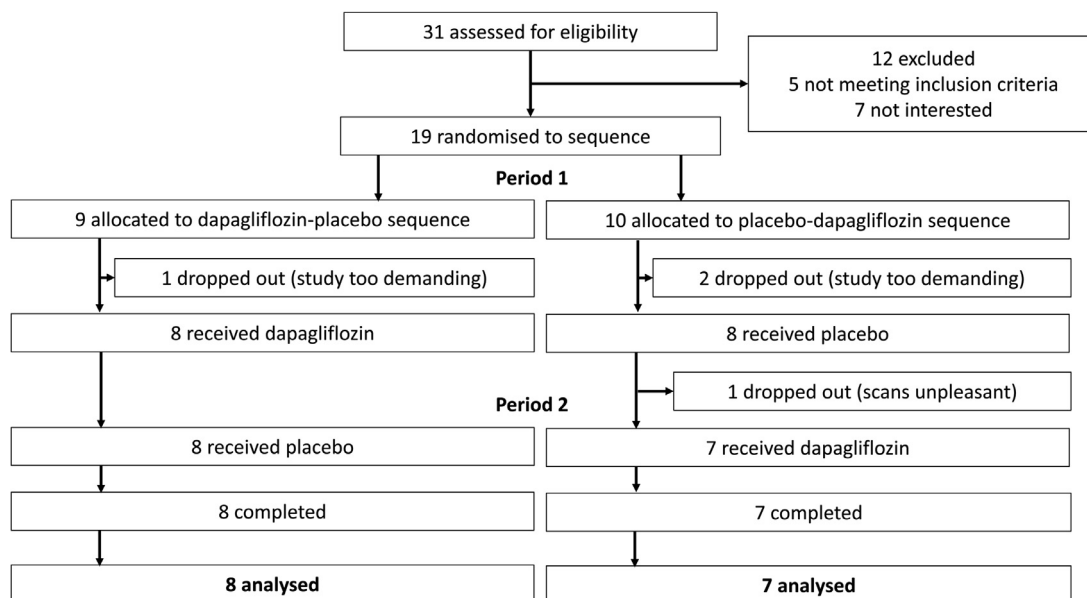 31 assessed for eligibility
12 excluded
5 not meeting inclusion criteria
7 not interested
19 randomised to sequence
Period 1
9 allocated to dapagliflozin-placebo sequence
10 allocated to placebo-dapagliflozin sequence
1 dropped out (study too demanding)
2 dropped out (study too demanding)
8 received dapagliflozin
8 received placebo
1 dropped out (scans unpleasant)
Period 2
8 received placebo
7 received dapagliflozin
8 completed
7 completed
8 analysed
7 analysed